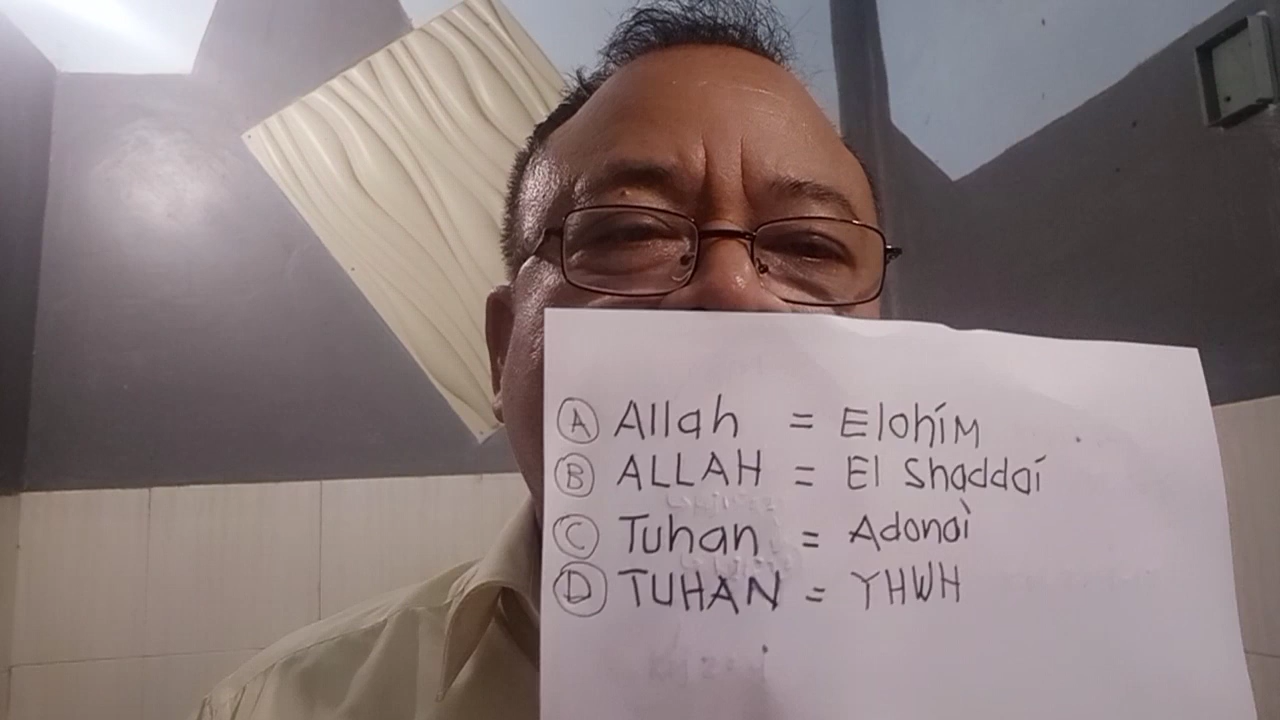 A Allah = Elohim
B ALLAH = El Shaddai
C Tuhan = Adonai
D TUHAN = YHWH